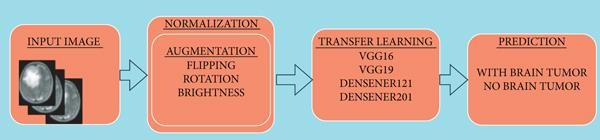 INPUT IMAGE
NORMALIZATION
AUGMENTATION
FLIPPING
ROTATION
BRIGHTNESS
TRANSFER LEARNING
VGG16
VGG19
DENSENER121
DENSENER201
PREDICTION
WITH BRAIN TUMOR
NO BRAIN TUMOR